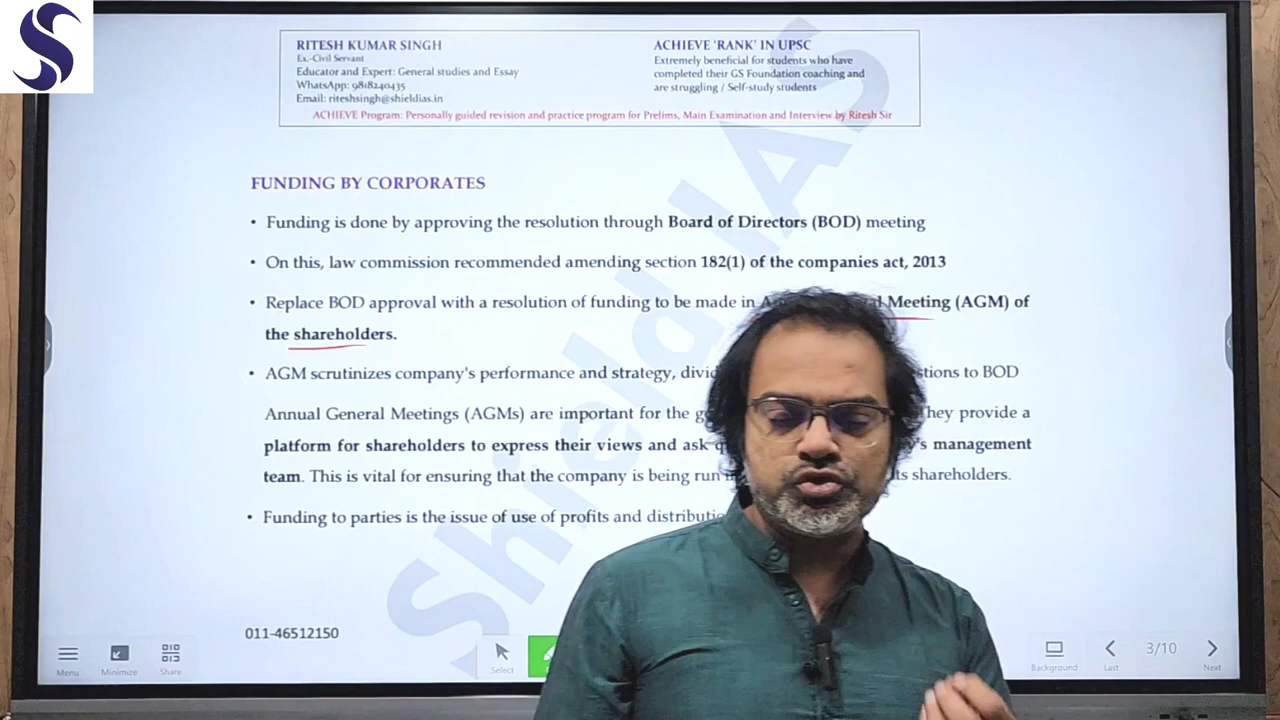 RITESH KUMAR SINGH
Ex.-Civil Servant
Educator and Expert: General studies and Essay
WhatsApp: 9818240435
Email: riteshsingh@shieldias.in
ACHIEVE 'RANK' IN UPSC
Extremely beneficial for students who have
completed their GS Foundation coaching and
are struggling / Self-study students
ACHIEVE Program: Personally guided revision and practice program for Prelims, Main Examination and Interview by Ritesh Sir
FUNDING BY CORPORATES
• Funding is done by approving the resolution through Board of Directors (BOD) meeting
• On this, law commission recommended amending section 182(1) of the companies act, 2013
• Replace BOD approval with a resolution of funding to be made in Meeting (AGM) of
the shareholders.
• AGM scrutinizes company's performance and strategy, to BOD
Annual General Meetings (AGMs) are important for the They provide a
platform for shareholders to express their views and ask management
team. This is vital for ensuring that the company is being run shareholders.
• Funding to parties is the issue of use of profits and
Shield IAS
011-46512150
Menu
Minimize
Share
Select
Background
Last
3/10
Next